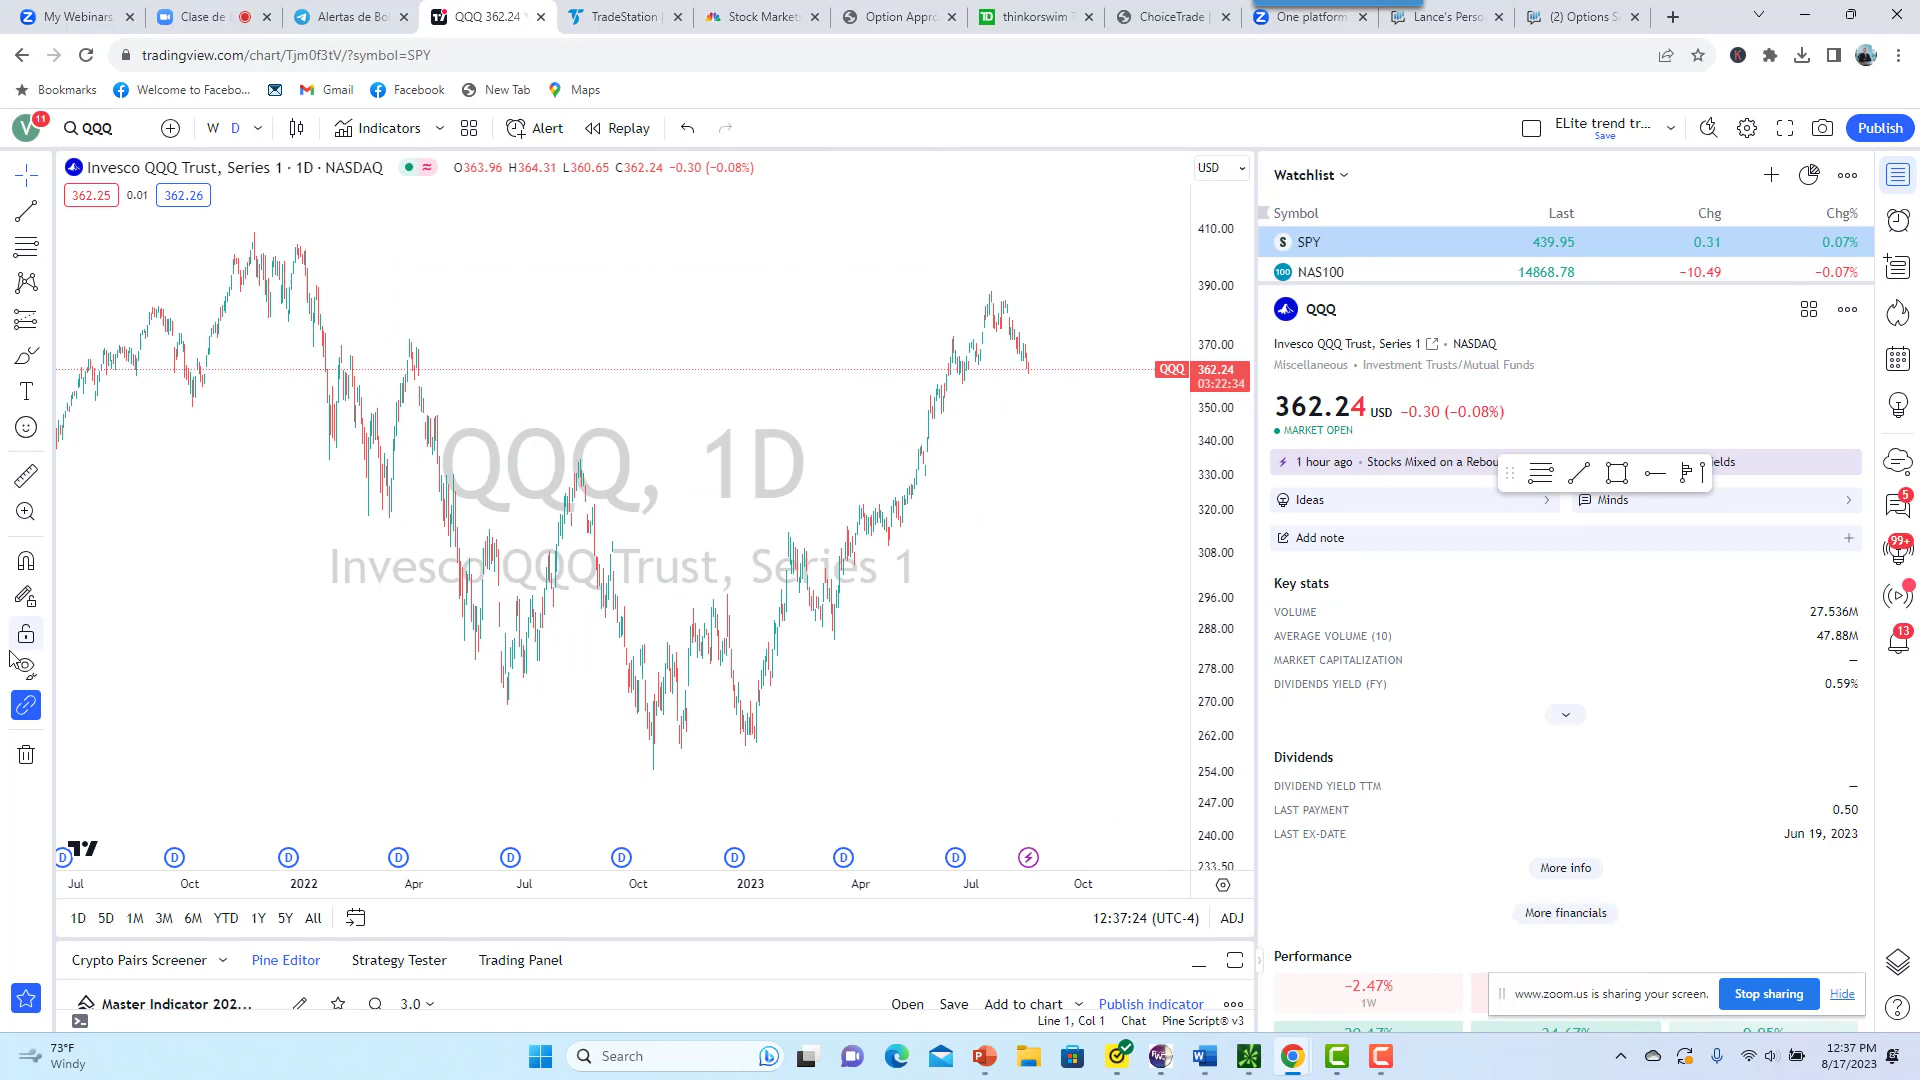 My Webinars
Clase de
Alertas de Bo
QQQ 362.24
TradeStation
Stock Markets
Option Appro
thinkorswim T
ChoiceTrade
One platform
Lance's Perso
(2) Options S
tradingview.com/chart/Tjm0f3tV/?symbol=SPY
Bookmarks
Welcome to Facebo...
Gmail
Facebook
New Tab
Maps
V
11
QQQ
W
D
Indicators
Alert
Replay
ELite trend tr...
Save
Publish
Invesco QQQ Trust, Series 1 · 1D · NASDAQ
O363.96 H364.31 L360.65 C362.24 −0.30 (−0.08%)
USD
362.25
0.01
362.26
410.00
390.00
370.00
QQQ
362.24
03:22:34
350.00
340.00
330.00
320.00
308.00
296.00
288.00
278.00
270.00
262.00
254.00
247.00
240.00
233.50
QQQ, 1D
Invesco QQQ Trust, Series 1
D D D D D D D D D
Jul
Oct
2022
Apr
Jul
Oct
2023
Apr
Jul
Oct
1D
5D
1M
3M
6M
YTD
1Y
5Y
All
12:37:24 (UTC-4)
ADJ
Crypto Pairs Screener
Pine Editor
Strategy Tester
Trading Panel
Master Indicator 202...
3.0
Open
Save
Add to chart
Publish indicator
Line 1, Col 1
Chat
Pine Script® v3
Watchlist
Symbol
Last
Chg
Chg%
S SPY
439.95
0.31
0.07%
100 NAS100
14868.78
−10.49
−0.07%
QQQ
Invesco QQQ Trust, Series 1 • NASDAQ
Miscellaneous • Investment Trusts/Mutual Funds
362.24 USD −0.30 (−0.08%)
MARKET OPEN
1 hour ago • Stocks Mixed on a Rebou
ields
Ideas
Minds
Add note
Key stats
VOLUME
27.536M
AVERAGE VOLUME (10)
47.88M
MARKET CAPITALIZATION
—
DIVIDENDS YIELD (FY)
0.59%
Dividends
DIVIDEND YIELD TTM
—
LAST PAYMENT
0.50
LAST EX-DATE
Jun 19, 2023
More info
More financials
Performance
−2.47%
1W
www.zoom.us is sharing your screen.
Stop sharing
Hide
5
99+
13
73°F
Windy
Search
12:37 PM
8/17/2023